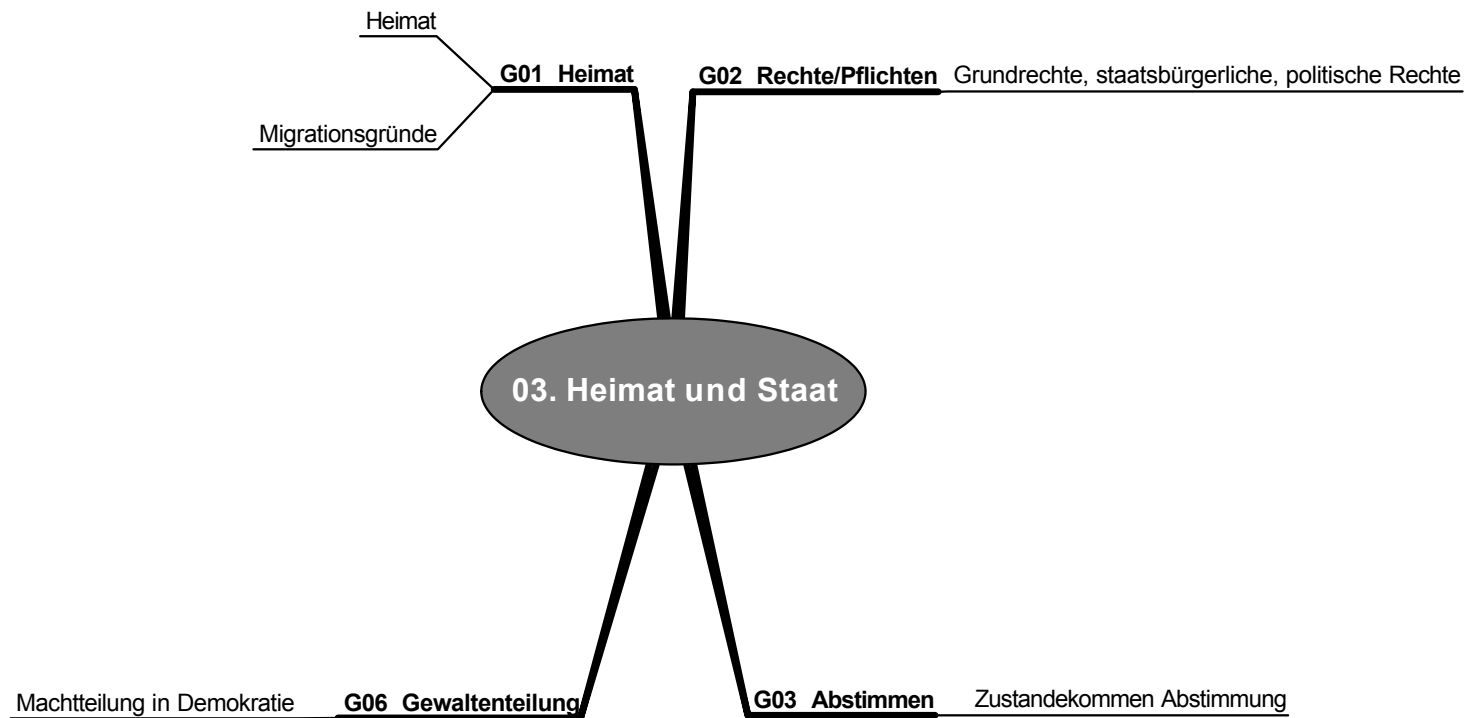 Heimat
G01 Heimat
Migrationsgründe
G02 Rechte/Pflichten
Grundrechte, staatsbürgerliche, politische Rechte
03. Heimat und Staat
Machtteilung in Demokratie
G06 Gewaltenteilung
G03 Abstimmen
Zustandekommen Abstimmung